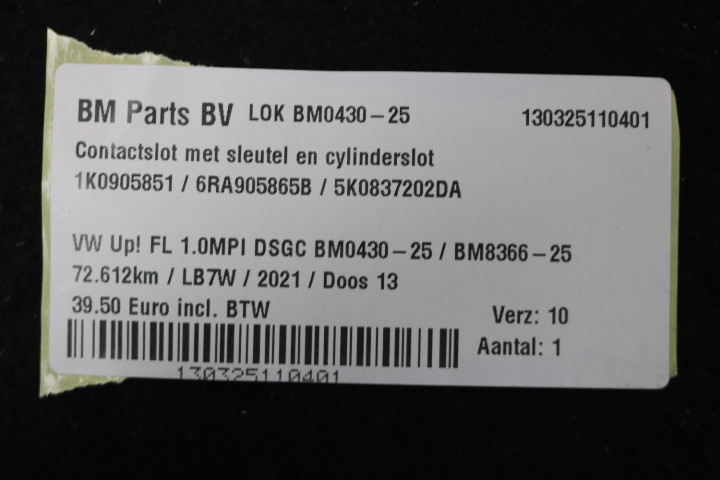 BM Parts BV LOK BM0430-25 130325110401
Contactslot met sleutel en cylinderslot
1K0905851 / 6RA905865B / 5K0837202DA
VW Up! FL 1.0MPI DSGC BM0430-25 / BM8366-25
72.612km / LB7W / 2021 / Doos 13
39.50 Euro incl. BTW
Verz: 10
Aantal: 1
130325110401